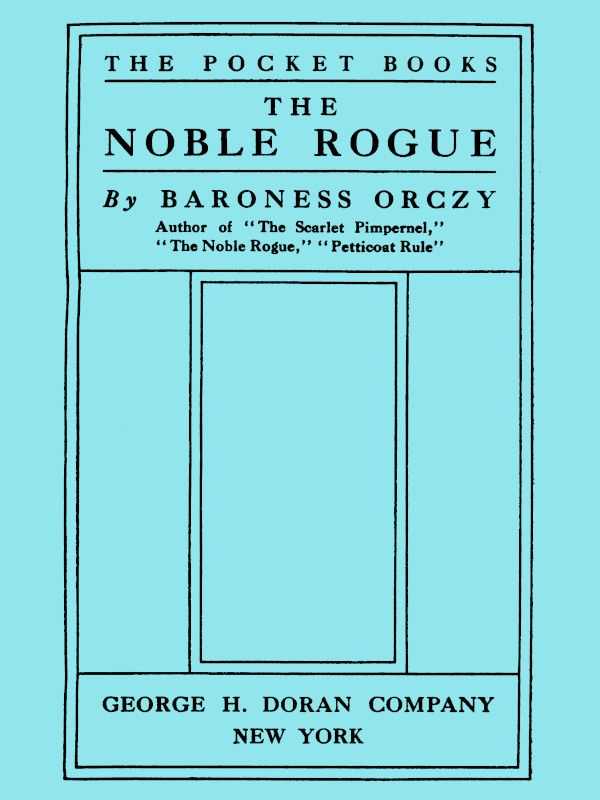 THE POCKET BOOKS
THE
NOBLE ROGUE
By BARONESS ORCZY
Author of "The Scarlet Pimpernel,"
"The Noble Rogue," "Petticoat Rule"
GEORGE H. DORAN COMPANY
NEW YORK